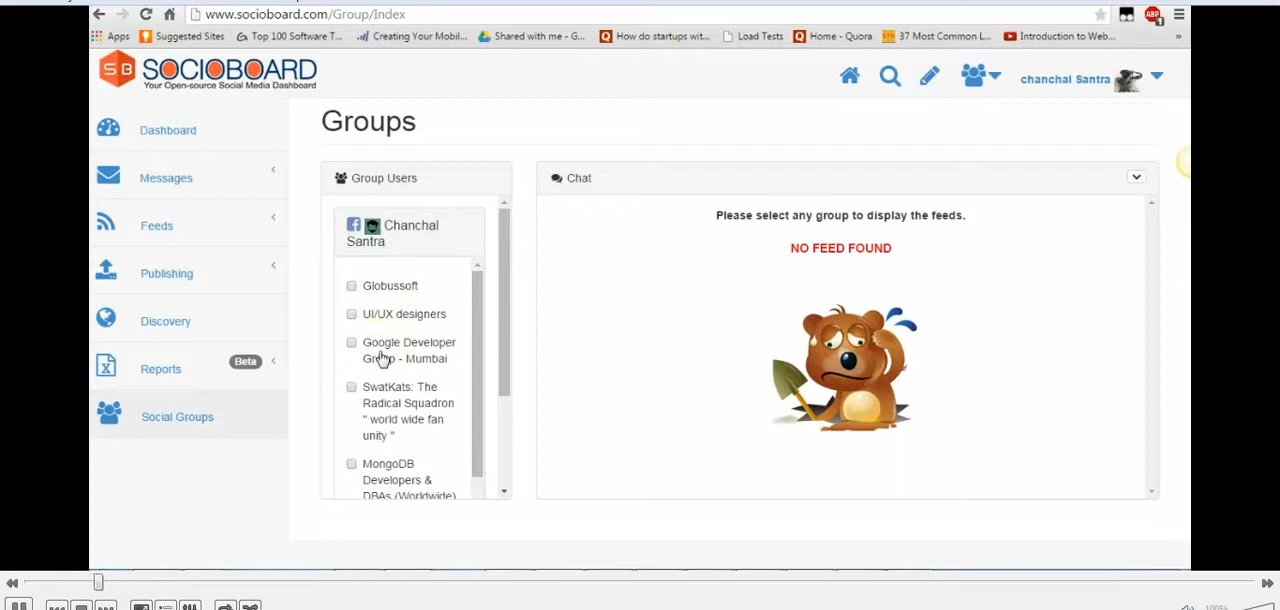 www.socioboard.com/Group/Index
Apps Suggested Sites Top 100 Software T... Creating Your Mobil... Shared with me - G... How do startups wit... Load Tests Home - Quora 37 Most Common L... Introduction to Web... »
SB SOCIOBOARD
Your Open-source Social Media Dashboard
chanchal Santra
Dashboard
Messages
Feeds
Publishing
Discovery
Reports Beta
Social Groups
Groups
Group Users
Chanchal
Santra
Globussoft
UI/UX designers
Google Developer
Group - Mumbai
SwatKats: The
Radical Squadron
" world wide fan
unity "
MongoDB
Developers &
DBAs (Worldwide)
Chat
Please select any group to display the feeds.
NO FEED FOUND
100%